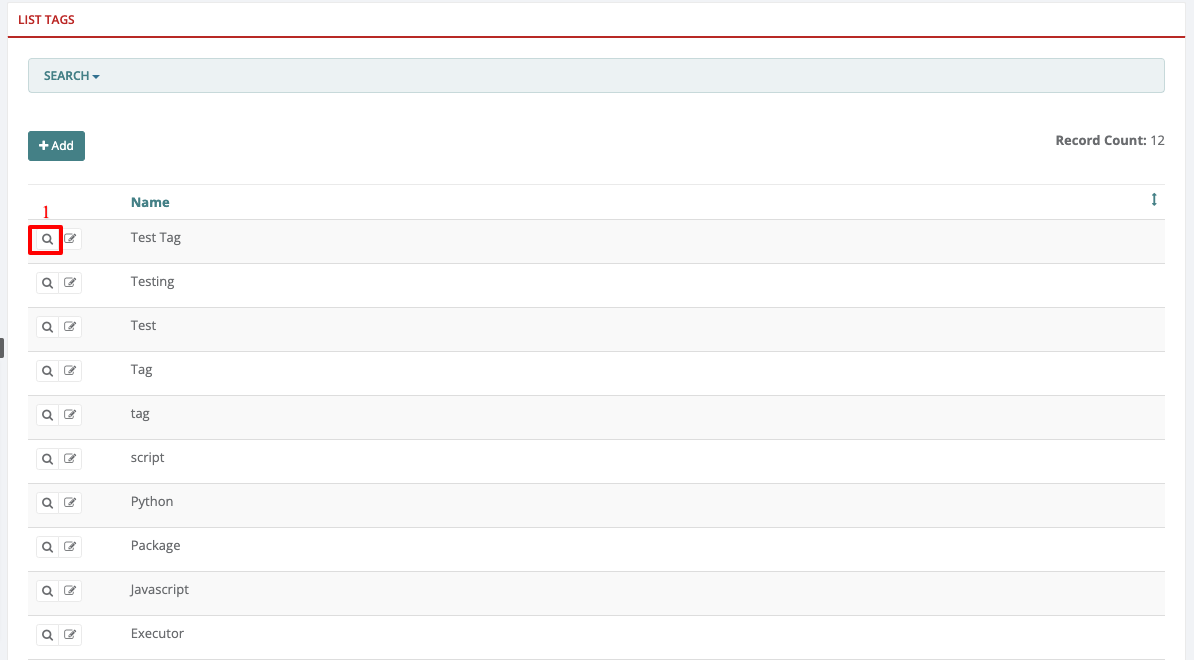 LIST TAGS
SEARCH
Add
Record Count: 12
Name
1
Test Tag
Testing
Test
Tag
tag
script
Python
Package
Javascript
Executor